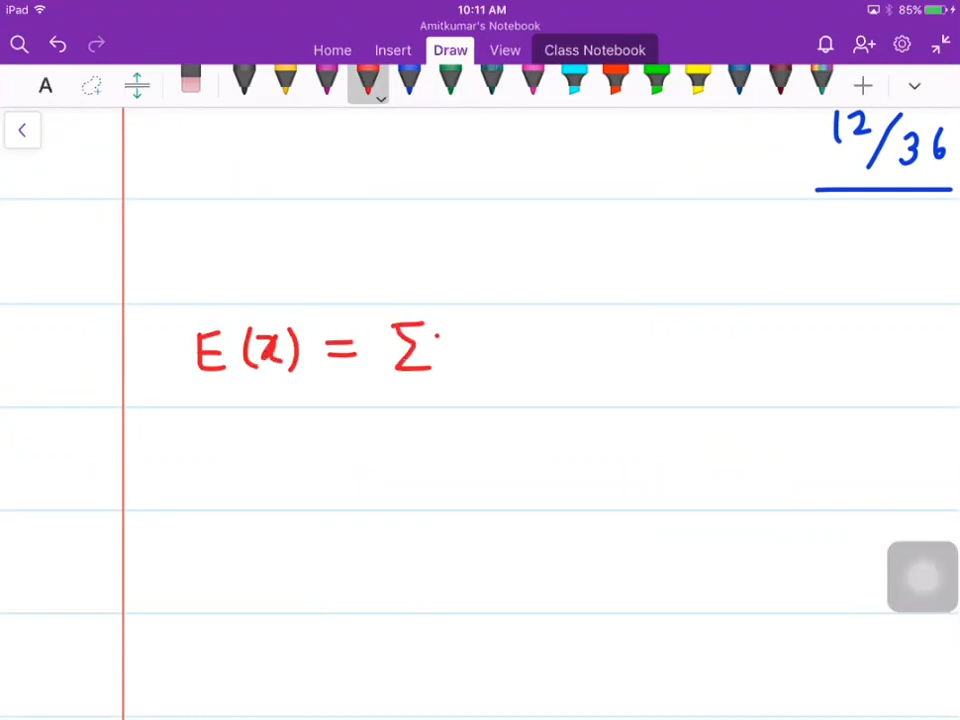 iPad 10:11 AM 85%
Amitkumar's Notebook
Home Insert Draw View Class Notebook
A
12/36
E(x) = Σ